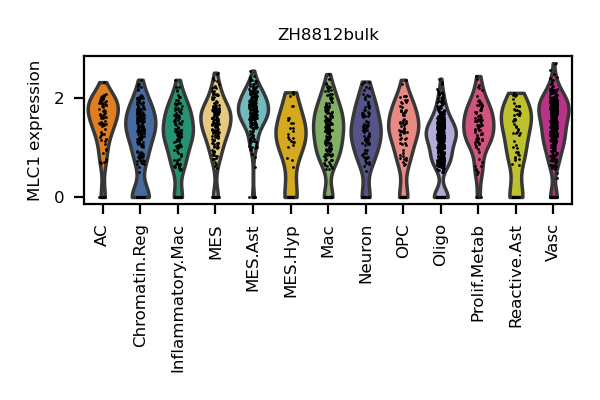 ZH8812bulk
MLC1 expression
2
0
AC
Chromatin.Reg
Inflammatory.Mac
MES
MES.Ast
MES.Hyp
Mac
Neuron
OPC
Oligo
Prolif.Metab
Reactive.Ast
Vasc